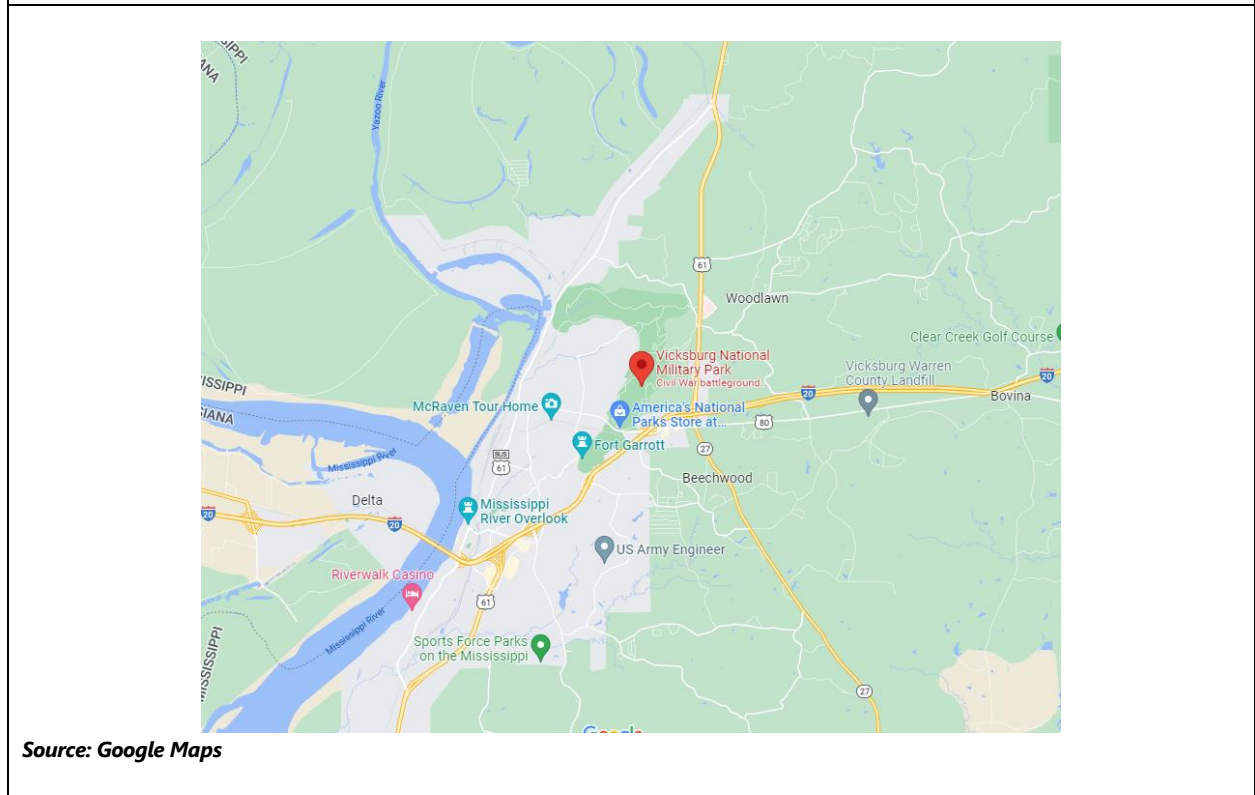 Yazoo River
61
Woodlawn
Clear Creek Golf Course
Vicksburg National
Military Park
Civil War battleground
Vicksburg Warren
County Landfill
20
20
Bovina
McRaven Tour Home
America's National
Parks Store at...
80
Fort Garrott
BUS
61
27
Beechwood
Mississippi River
Delta
20
20
Mississippi
River Overlook
US Army Engineer
Riverwalk Casino
61
Mississippi River
Sports Force Parks
on the Mississippi
MISSISSIPPI
27
Source: Google Maps